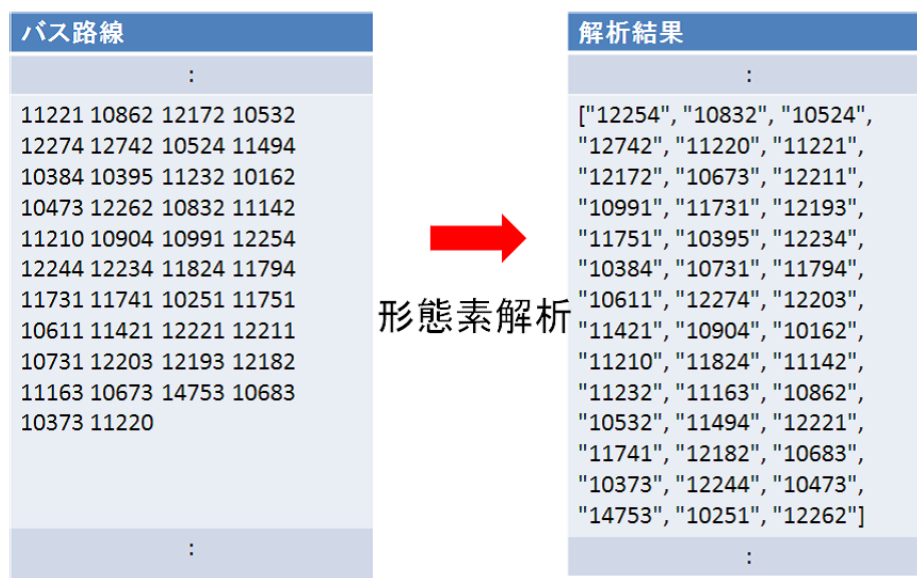 バス路線
:
11221 10862 12172 10532
12274 12742 10524 11494
10384 10395 11232 10162
10473 12262 10832 11142
11210 10904 10991 12254
12244 12234 11824 11794
11731 11741 10251 11751
10611 11421 12221 12211
10731 12203 12193 12182
11163 10673 14753 10683
10373 11220
:
形態素解析
解析結果
:
["12254", "10832", "10524",
"12742", "11220", "11221",
"12172", "10673", "12211",
"10991", "11731", "12193",
"11751", "10395", "12234",
"10384", "10731", "11794",
"10611", "12274", "12203",
"11421", "10904", "10162",
"11210", "11824", "11142",
"11232", "11163", "10862",
"10532", "11494", "12221",
"11741", "12182", "10683",
"10373", "12244", "10473",
"14753", "10251", "12262"]
: